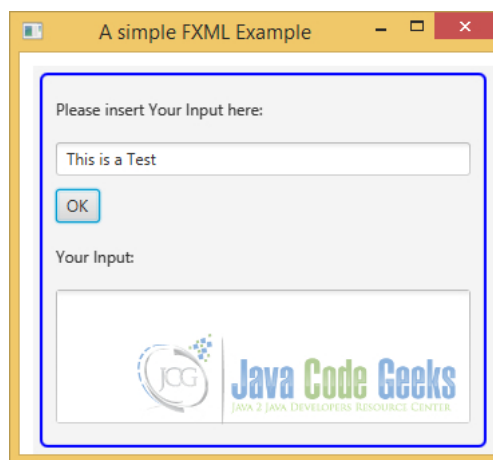 A simple FXML Example
Please insert Your Input here:
This is a Test
OK
Your Input:
JCG
Java Code Geeks
JAVA 2 JAVA DEVELOPERS RESOURCE CENTER